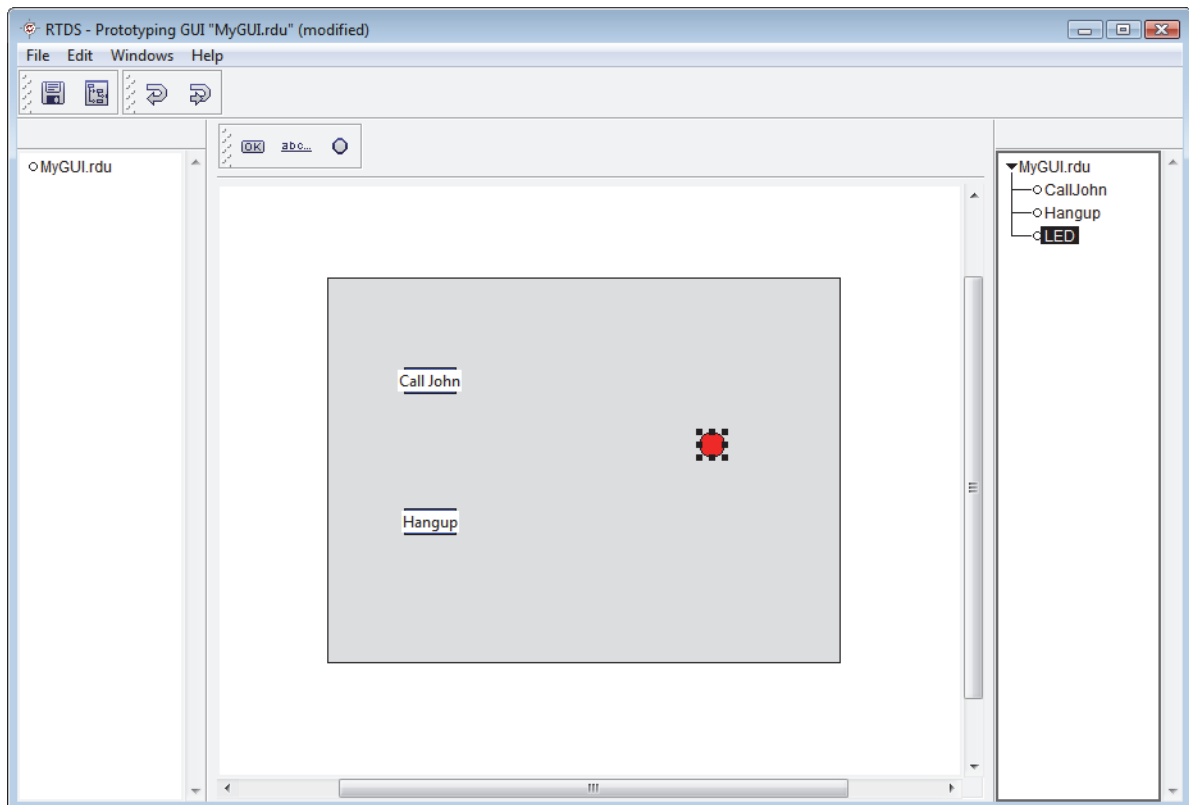 RTDS - Prototyping GUI "MyGUI.rdu" (modified)
File Edit Windows Help
OK abc...
MyGUI.rdu
Call John
Hangup
MyGUI.rdu
CallJohn
Hangup
LED